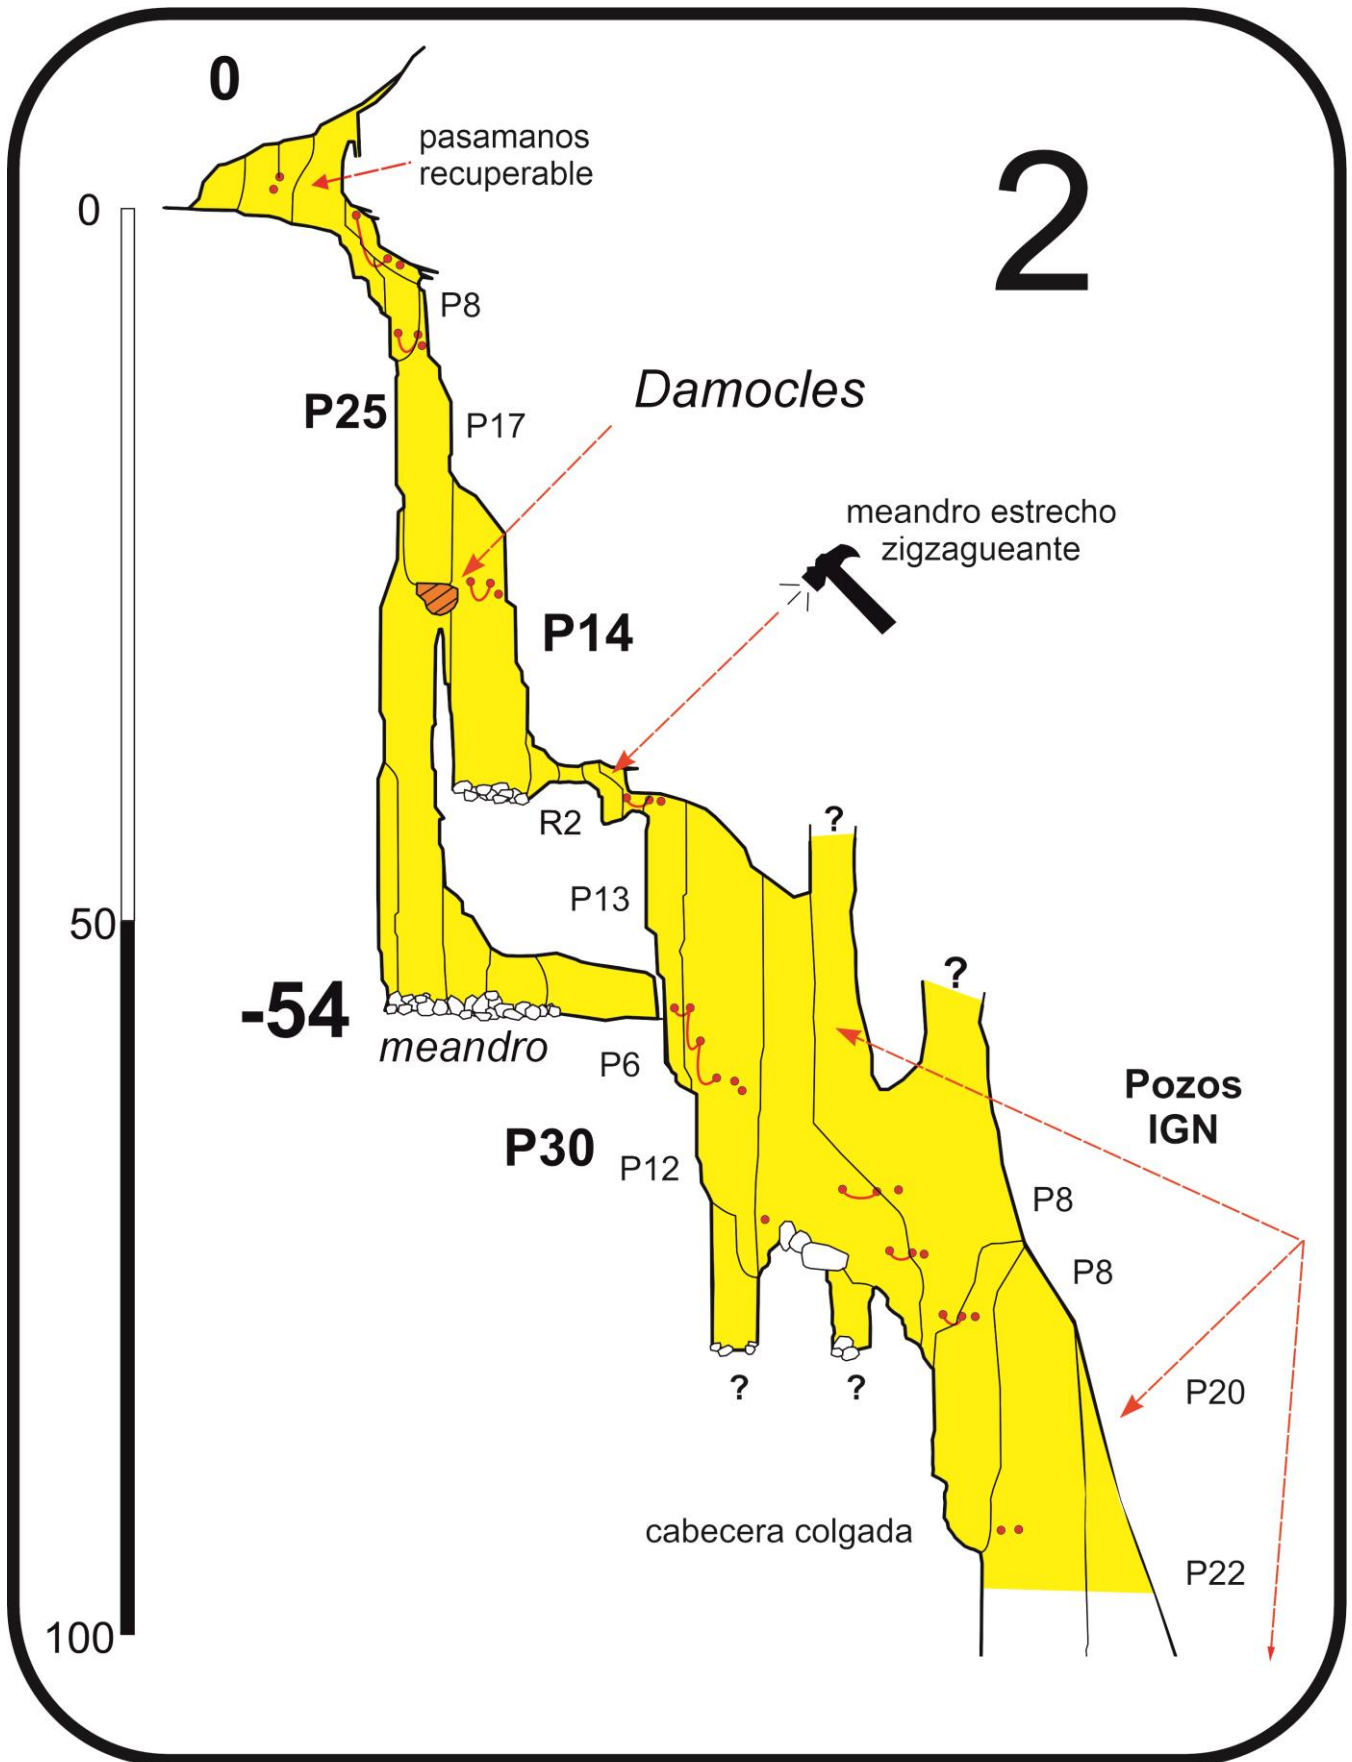 0
pasamanos
recuperable
2
0
P8
Damocles
P25
P17
meandro estrecho
zigzagueante
P14
R2
?
P13
50
?
-54
meandro
P6
Pozos
IGN
P30
P12
P8
P8
?
?
P20
cabecera colgada
P22
100